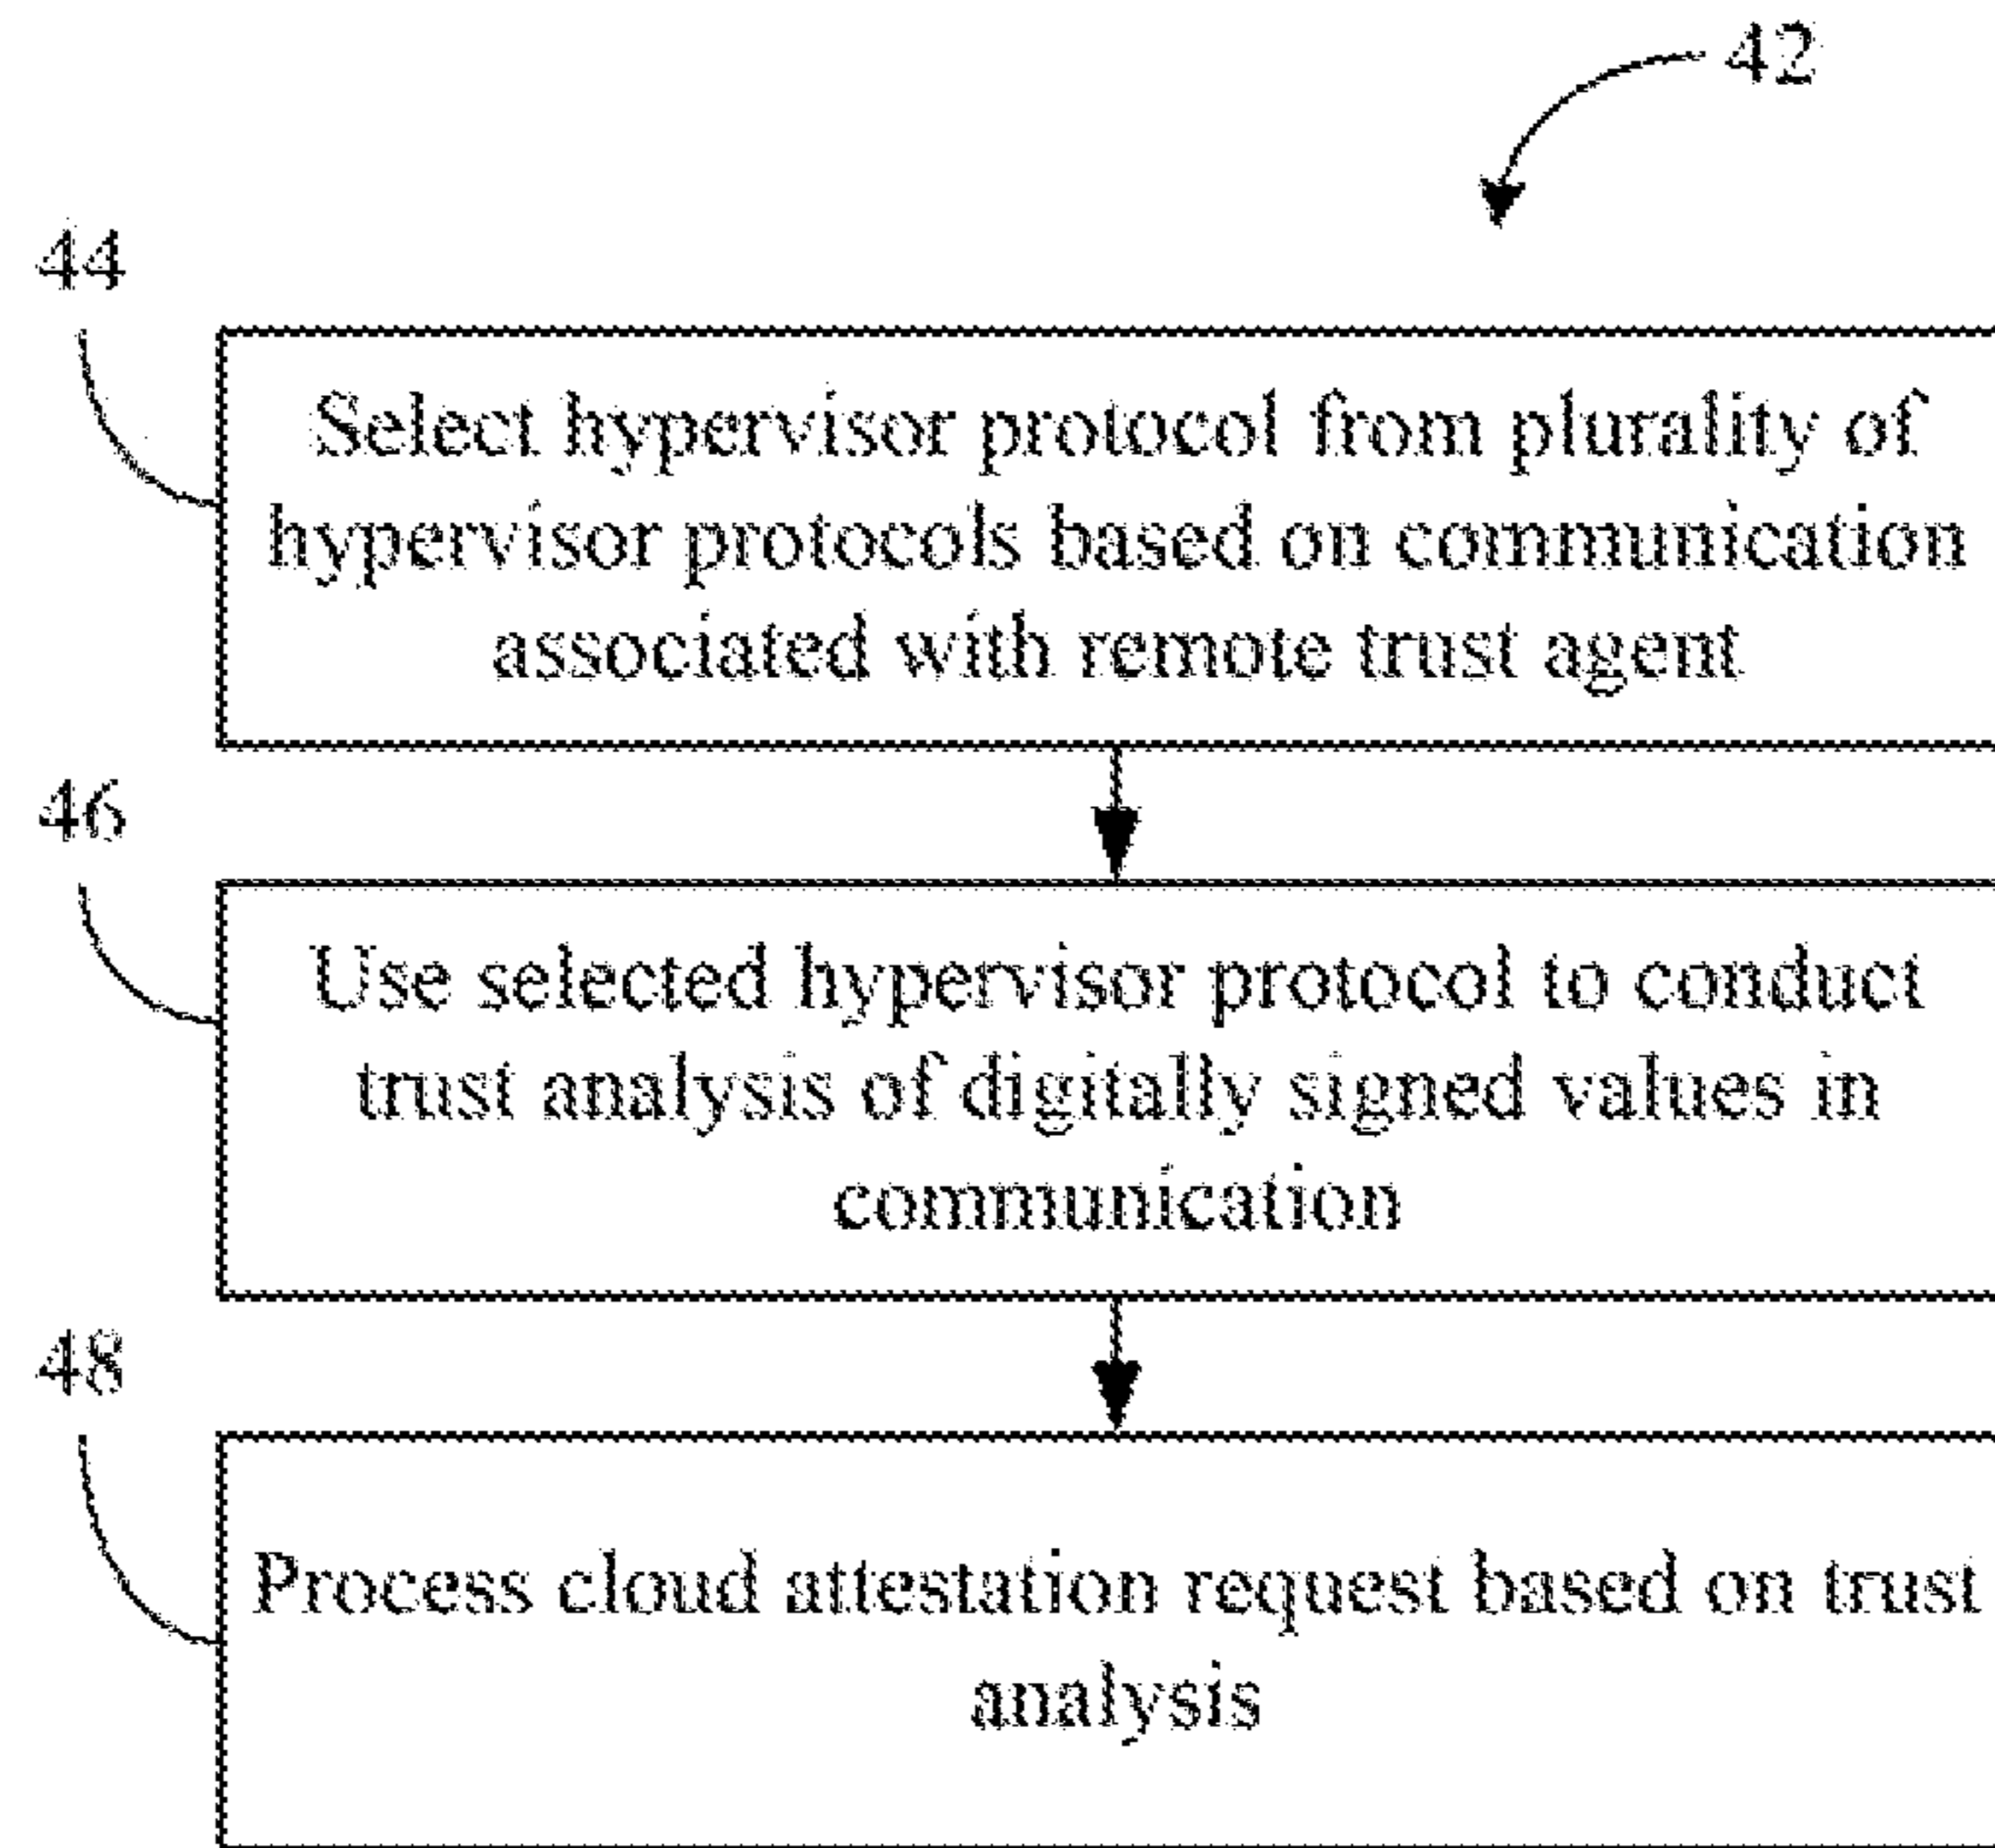 42
44
Select hypervisor protocol from plurality of
hypervisor protocols based on communication
associated with remote trust agent
46
Use selected hypervisor protocol to conduct
trust analysis of digitally signed values in
communication
48
Process cloud attestation request based on trust
analysis